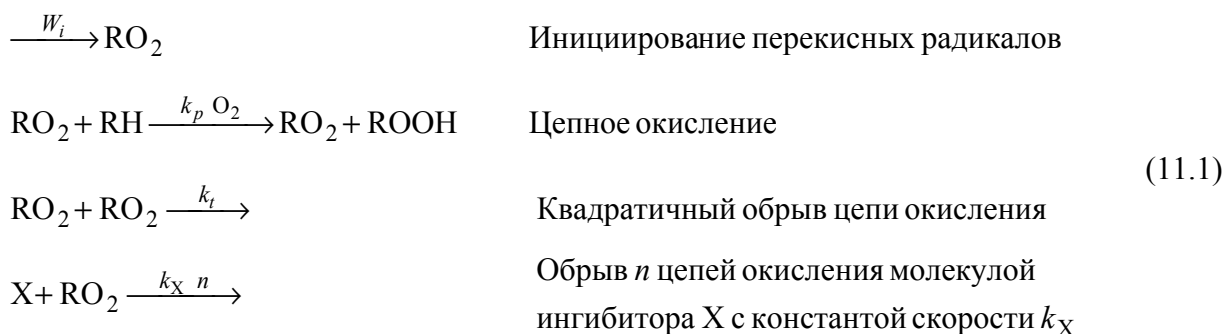 W_i → RO₂ Инициирование перекисных радикалов
RO₂ + RH k_p O₂ → RO₂ + ROOH Цепное окисление
(11.1)
RO₂ + RO₂ k_t → Квадратичный обрыв цепи окисления
X + RO₂ k_X n → Обрыв n цепей окисления молекулой
ингибитора X с константой скорости k_X